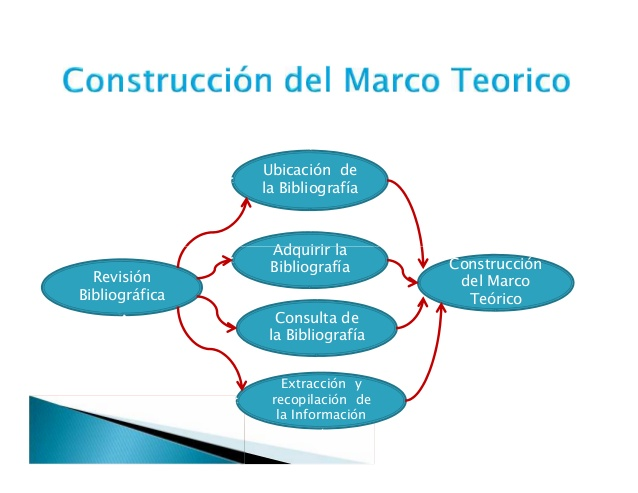 Construcción del Marco Teorico
Ubicación de
la Bibliografía
Adquirir la
Bibliografía
Revisión
Bibliográfica
Construcción
del Marco
Teórico
Consulta de
la Bibliografía
Extracción y
recopilación de
la Información